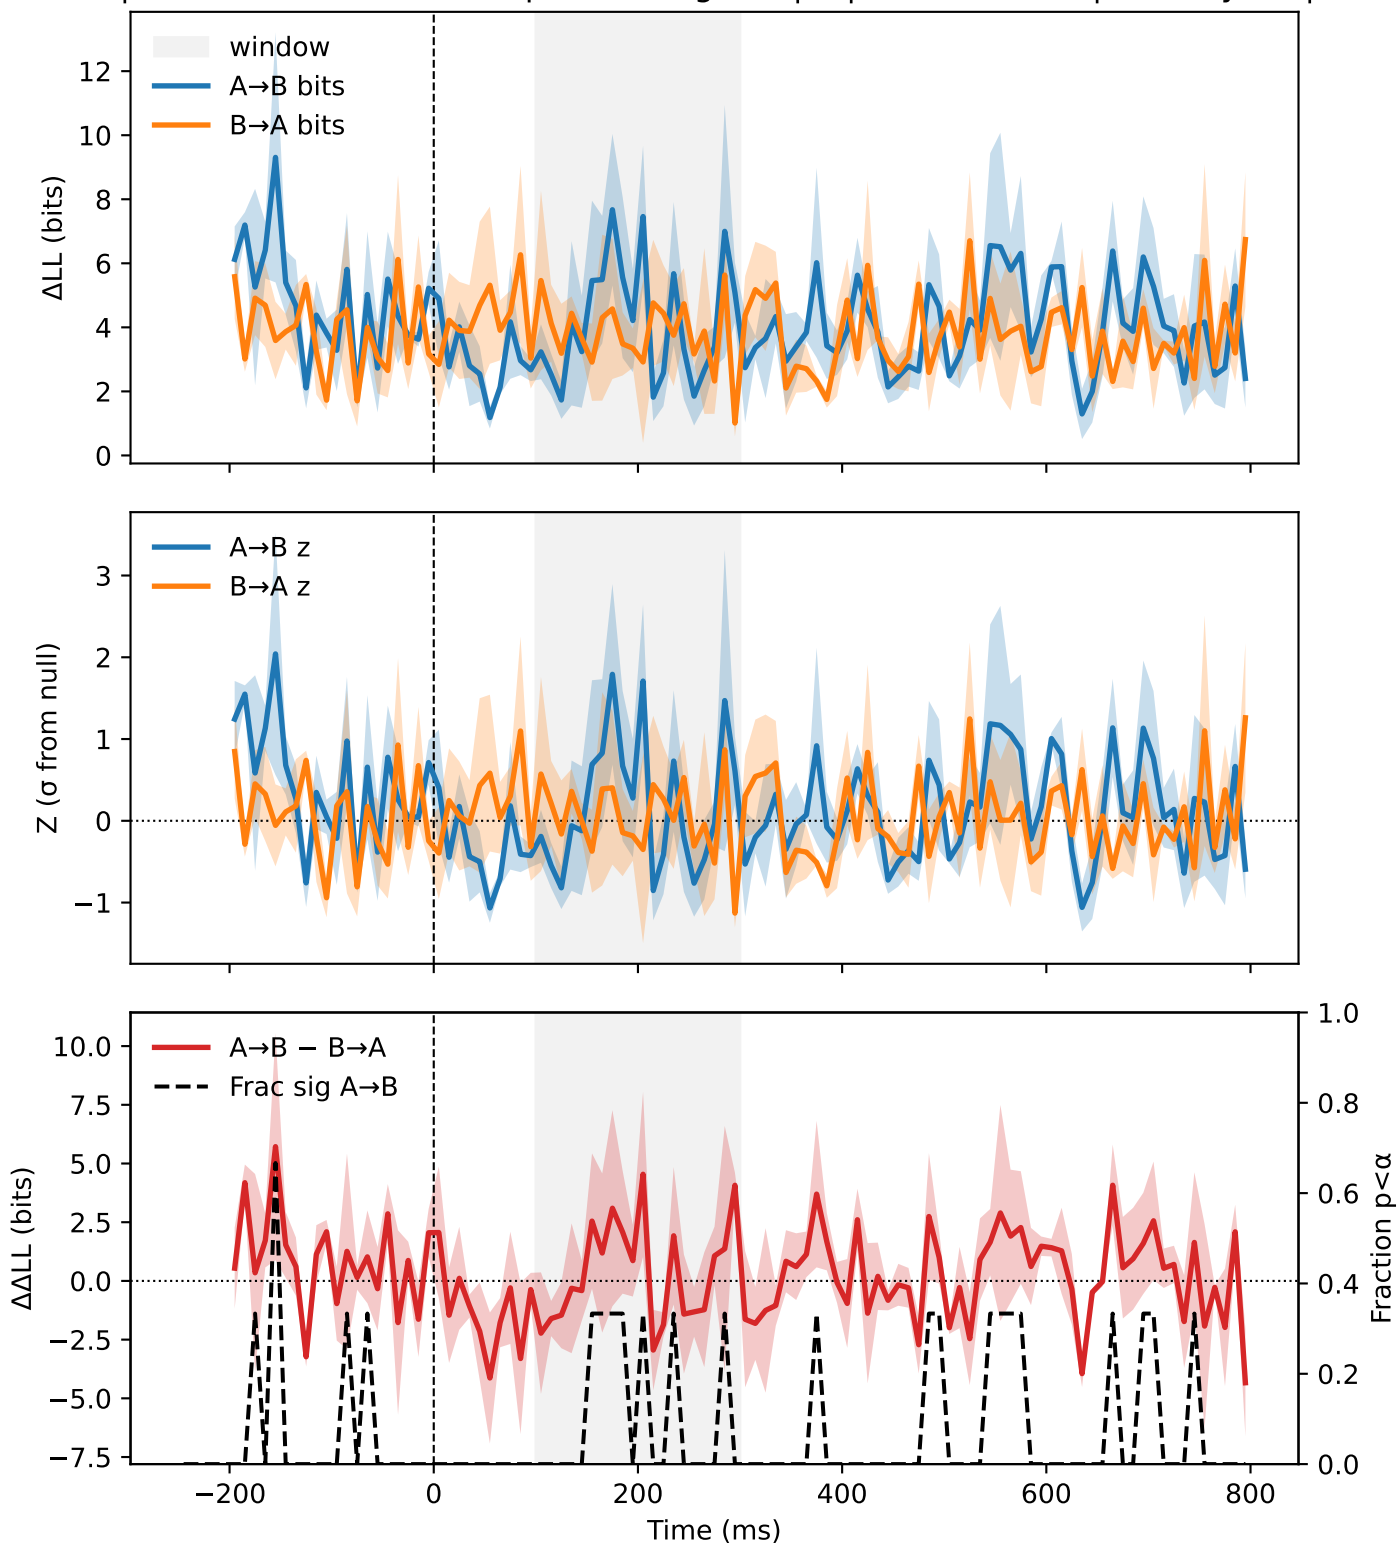 window
A→B bits
B→A bits
12
10
8
6
4
2
0
ΔLL (bits)
A→B z
B→A z
3
2
1
0
−1
Z (σ from null)
A→B − B→A
Frac sig A→B
10.0
7.5
5.0
2.5
0.0
−2.5
−5.0
−7.5
ΔΔLL (bits)
1.0
0.8
0.6
0.4
0.2
0.0
Fraction p<α
−200
0
200
400
600
800
Time (ms)